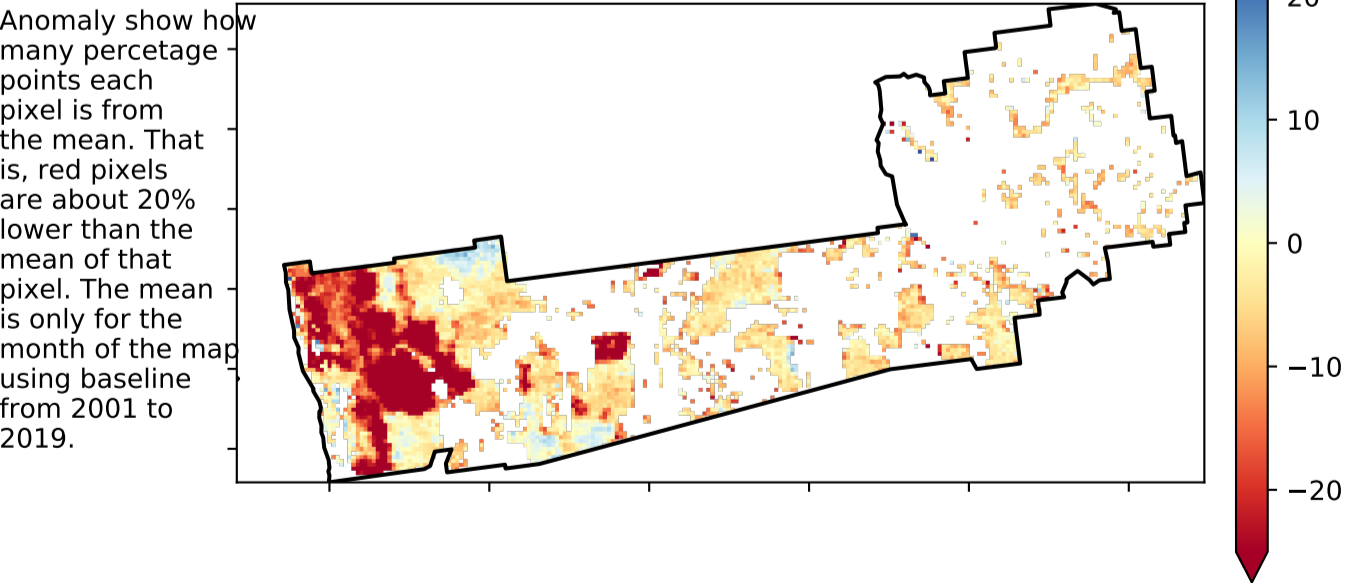 Anomaly show how
many percetage
points each
pixel is from
the mean. That
is, red pixels
are about 20%
lower than the
mean of that
pixel. The mean
is only for the
month of the map
using baseline
from 2001 to
2019.
20
10
0
−10
−20